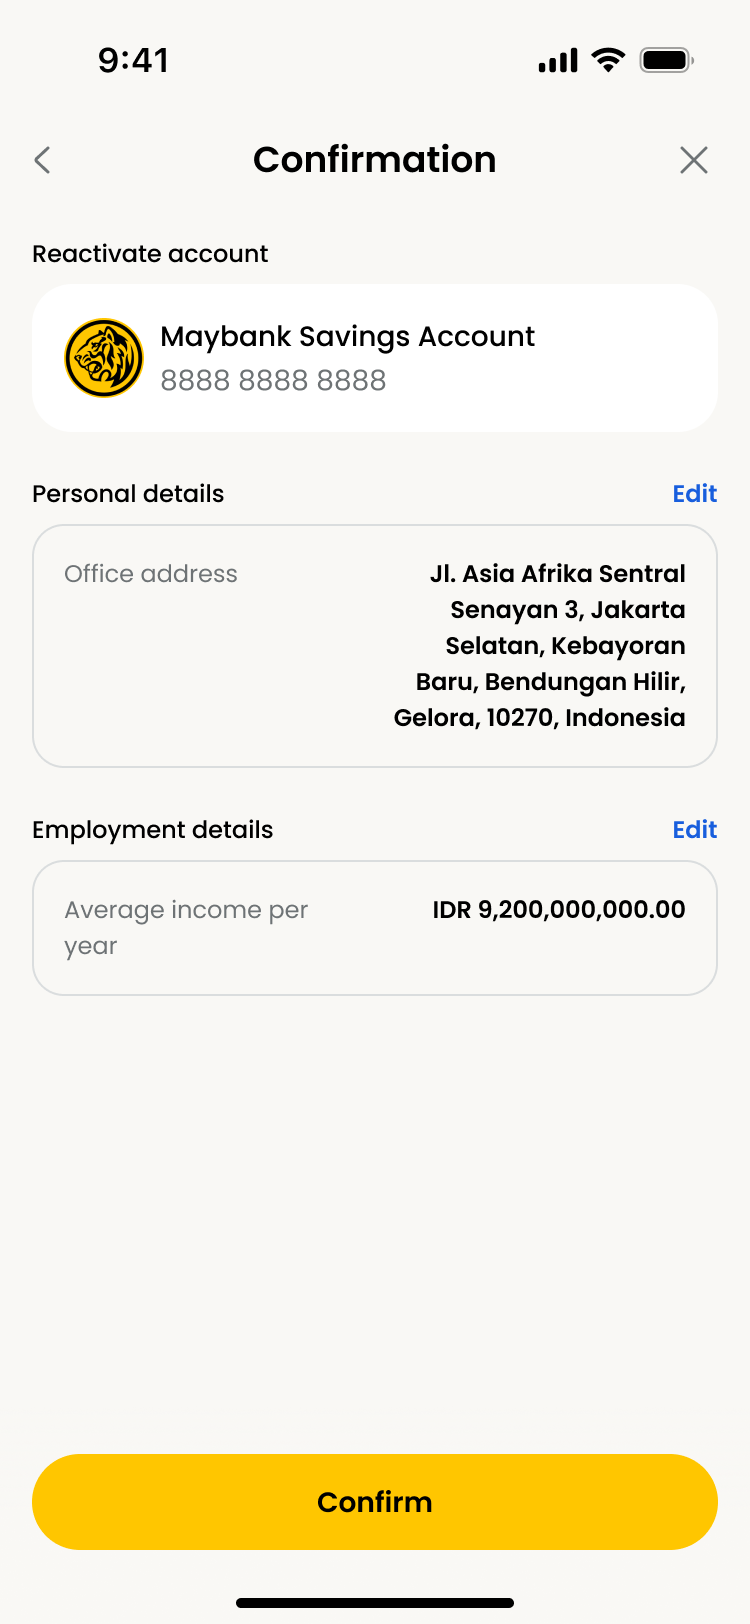 9:41
Confirmation
Reactivate account
Maybank Savings Account
8888 8888 8888
Personal details
Edit
Office address
Jl. Asia Afrika Sentral
Senayan 3, Jakarta
Selatan, Kebayoran
Baru, Bendungan Hilir,
Gelora, 10270, Indonesia
Employment details
Edit
Average income per
year
IDR 9,200,000,000.00
Confirm